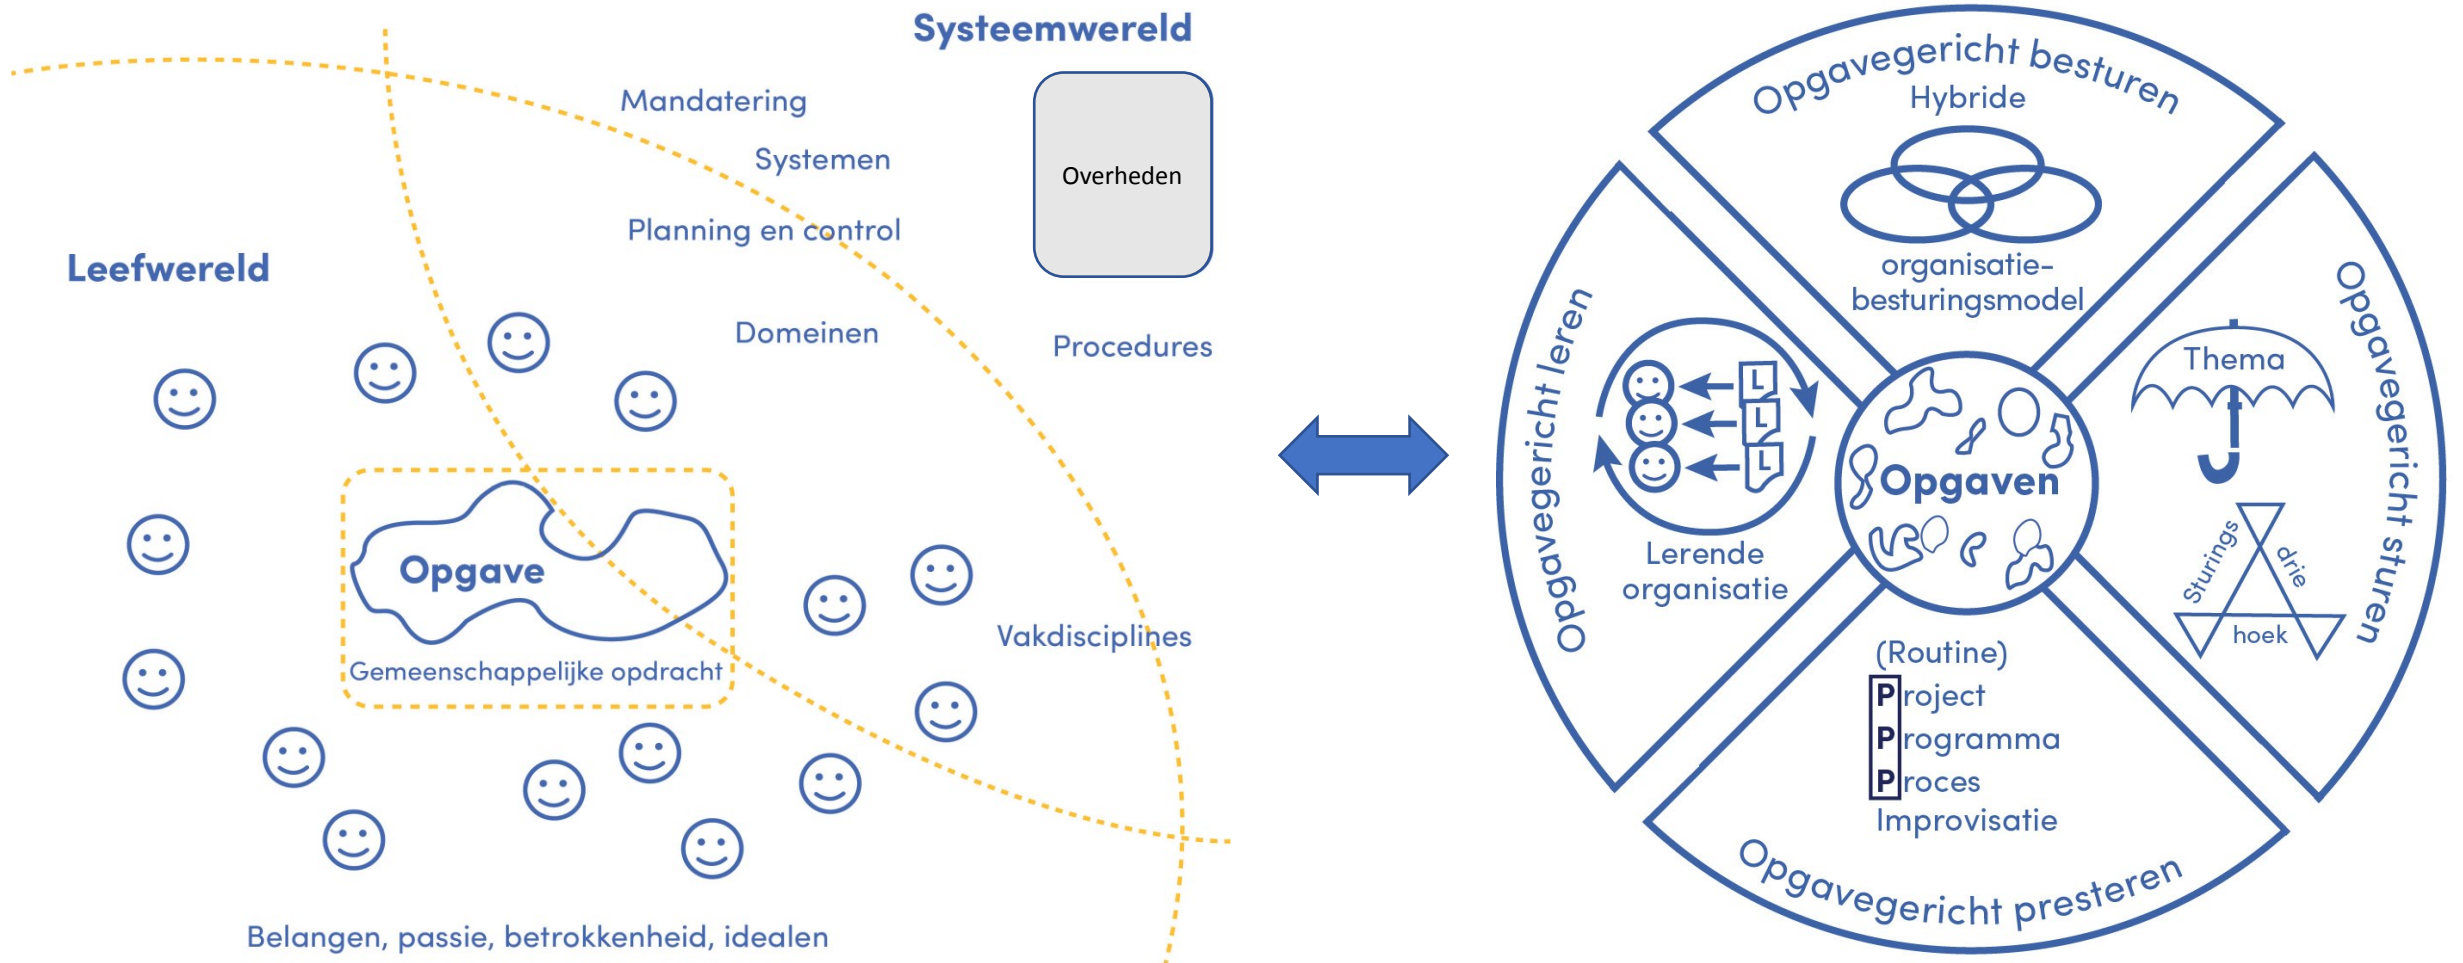 Systeemwereld
Mandatering
Systemen
Overheden
Planning en control
Leefwereld
Domeinen
Procedures
Opgave
Gemeenschappelijke opdracht
Vakdisciplines
Belangen, passie, betrokkenheid, idealen
Opgavegericht besturen
Hybride
organisatie-
besturingsmodel
Opgavegericht leren
L
L
L
Lerende
organisatie
Opgaven
Opgavegericht sturen
Thema
Sturings
drie
hoek
(Routine)
Project
Programma
Proces
Improvisatie
Opgavegericht presteren